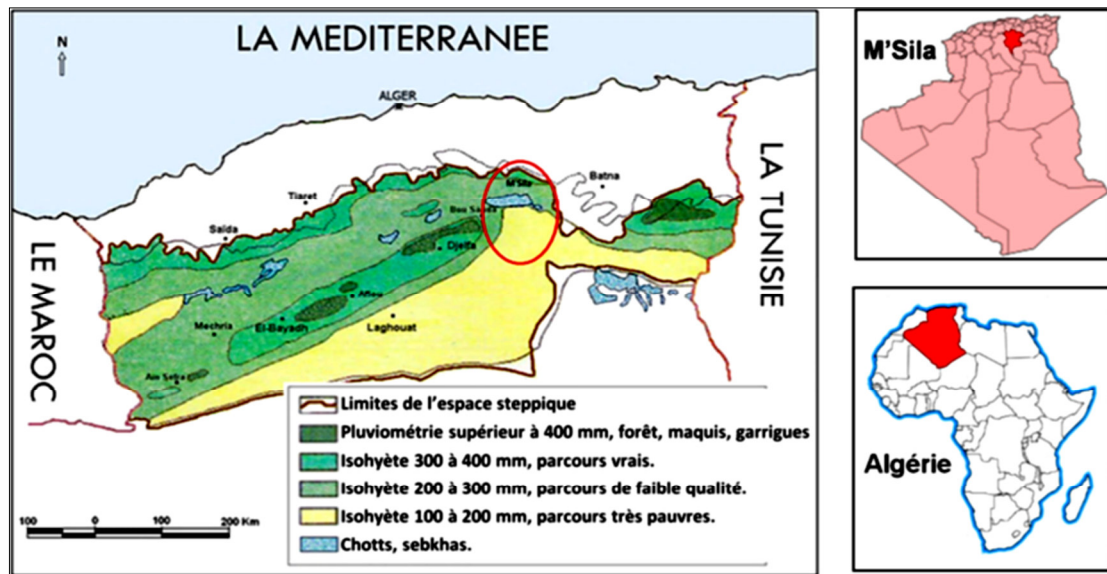 LA MEDITERRANEE
N
ALGER
LE MAROC
LA TUNISIE
Tiaret
Saïda
M'Sila
Batna
Bou Saada
Djelfa
Aflou
Mechria
El-Bayadh
Laghouat
Ain Sefra
Limites de l'espace steppique
Pluviométrie supérieur à 400 mm, forêt, maquis, garrigues
Isohyète 300 à 400 mm, parcours vrais.
Isohyète 200 à 300 mm, parcours de faible qualité.
Isohyète 100 à 200 mm, parcours très pauvres.
Chotts, sebkhas.
100 0 100 200 Km
M'Sila
Algérie